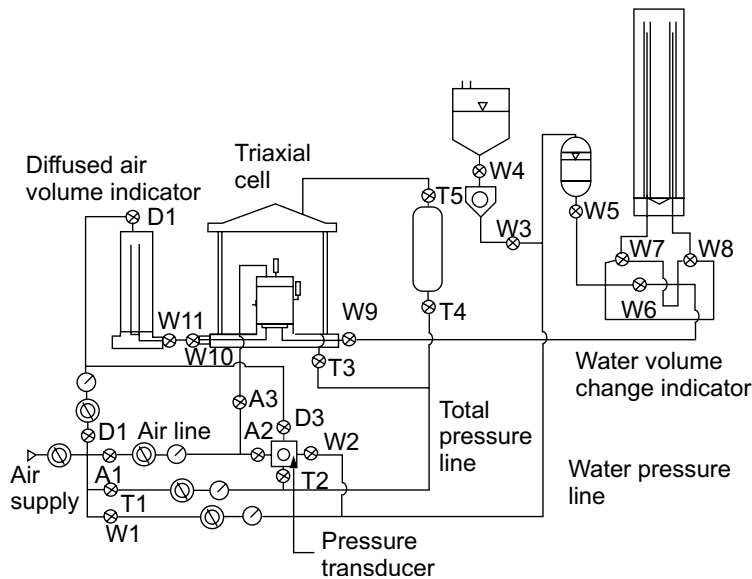 Diffused air
volume indicator
D1
Triaxial
cell
W4
T5
W3
W5
W7
W8
W6
W11
W10
W9
T4
T3
Water volume
change indicator
A3
D3
Total
pressure
line
D1
Air line
A2
W2
Air
supply
A1
T1
T2
W1
Water pressure
line
Pressure
transducer